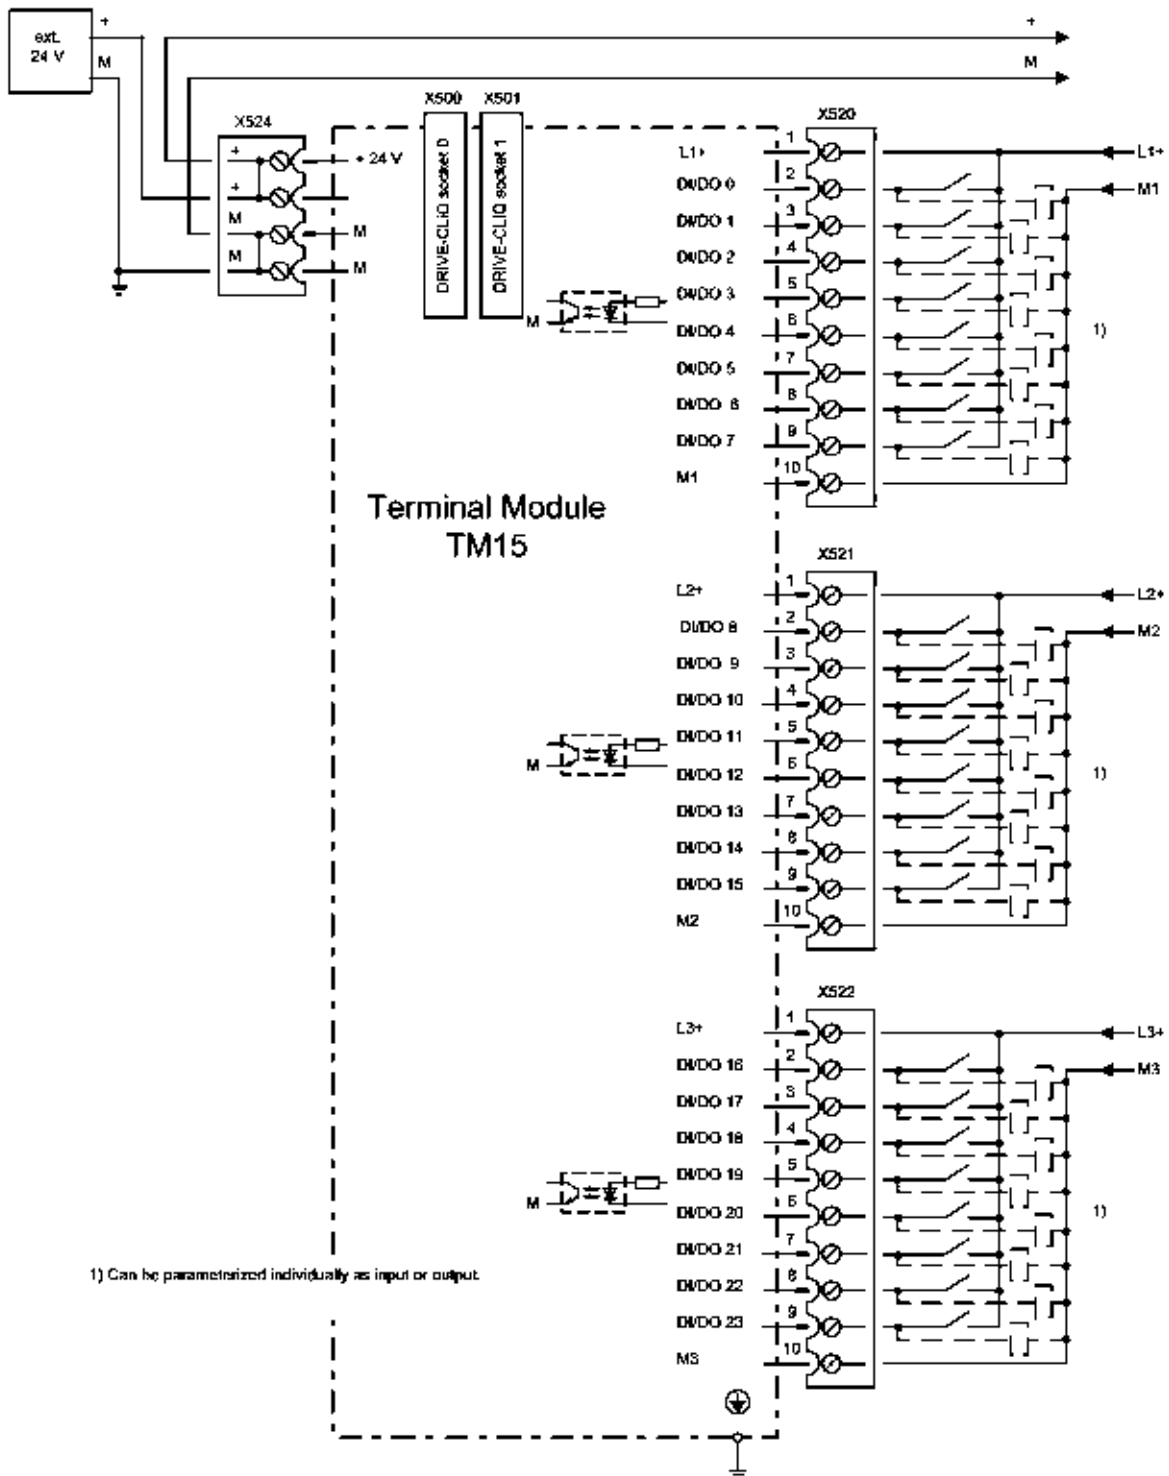 ext.
24 V
+
M
+
M
X524
+
+
M
M
+ 24 V
M
M
X500
X501
DRIVE-CLiQ socket 0
DRIVE-CLiQ socket 1
Terminal Module
TM15
X520
L1+ 1 L1+
DI/DO 0 2 M1
DI/DO 1 3
DI/DO 2 4
DI/DO 3 5
M
DI/DO 4 6 1)
DI/DO 5 7
DI/DO 6 8
DI/DO 7 9
M1 10
X521
L2+ 1 L2+
DI/DO 8 2 M2
DI/DO 9 3
DI/DO 10 4
DI/DO 11 5
M
DI/DO 12 6 1)
DI/DO 13 7
DI/DO 14 8
DI/DO 15 9
M2 10
X522
L3+ 1 L3+
DI/DO 16 2 M3
DI/DO 17 3
DI/DO 18 4
DI/DO 19 5
M
DI/DO 20 6 1)
DI/DO 21 7
DI/DO 22 8
DI/DO 23 9
M3 10
1) Can be parameterized individually as input or output.